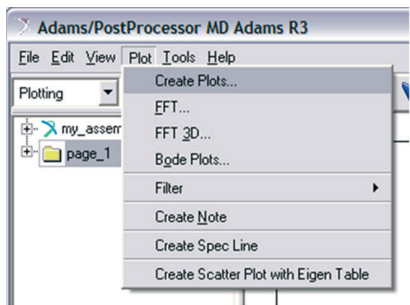 Adams/PostProcessor MD Adams R3
File Edit View Plot Tools Help
Plotting
Create Plots...
FFT...
FFT 3D...
Bode Plots...
Filter
Create Note
Create Spec Line
Create Scatter Plot with Eigen Table
my_assem
page_1